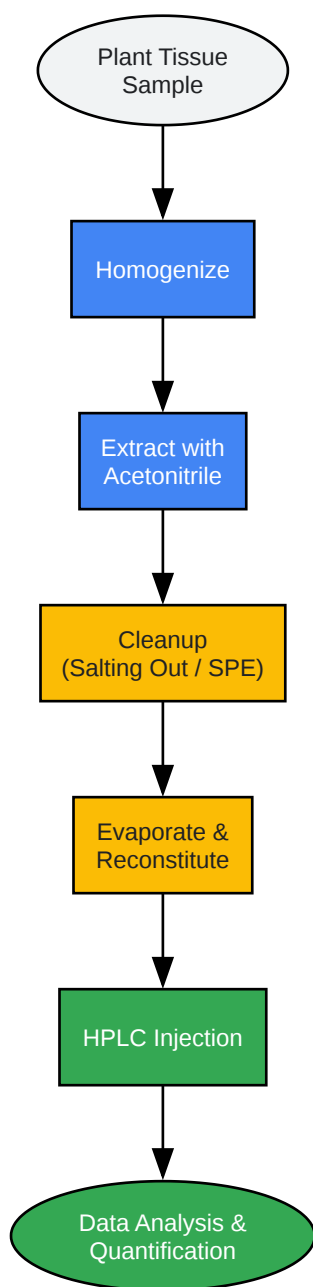 Plant Tissue
Sample
Homogenize
Extract with
Acetonitrile
Cleanup
(Salting Out / SPE)
Evaporate &
Reconstitute
HPLC Injection
Data Analysis &
Quantification